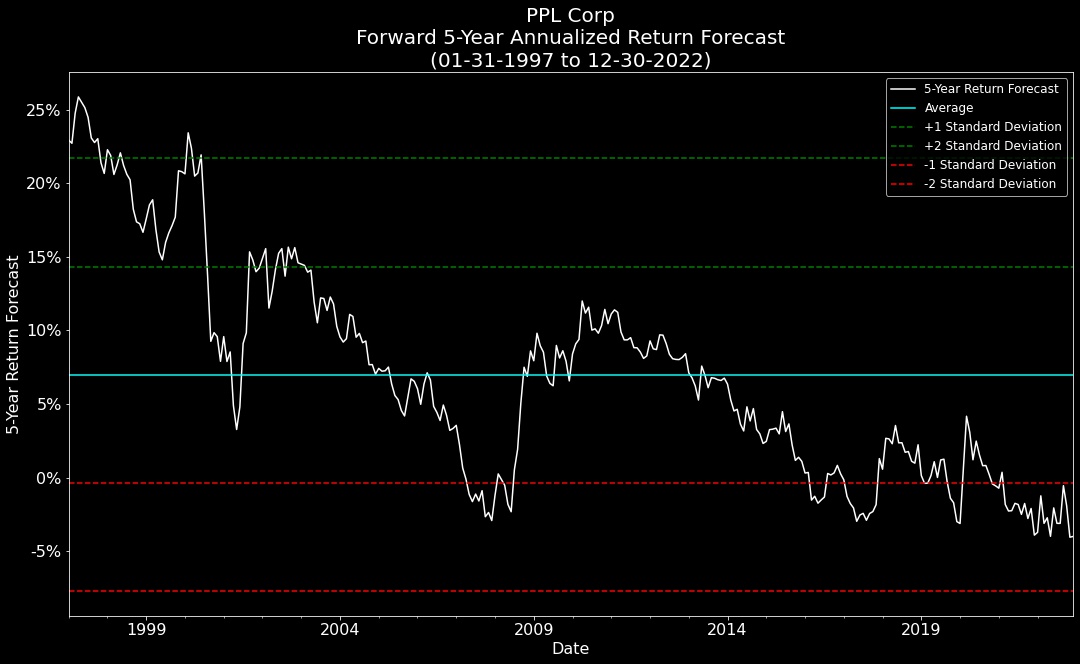 PPL Corp
Forward 5-Year Annualized Return Forecast
(01-31-1997 to 12-30-2022)
5-Year Return Forecast
Average
+1 Standard Deviation
+2 Standard Deviation
-1 Standard Deviation
-2 Standard Deviation
25%
20%
15%
10%
5%
0%
-5%
5-Year Return Forecast
1999
2004
2009
2014
2019
Date